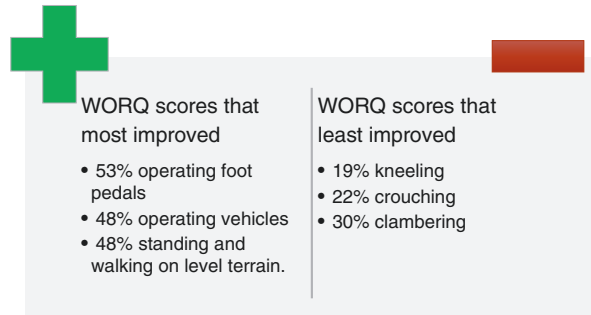 WORQ scores that
most improved
• 53% operating foot
pedals
• 48% operating vehicles
• 48% standing and
walking on level terrain.
WORQ scores that
least improved
• 19% kneeling
• 22% crouching
• 30% clambering